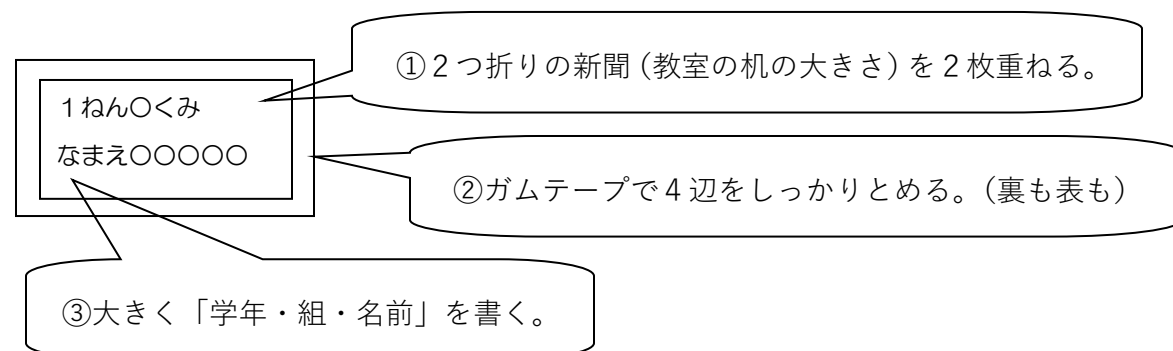 ①２つ折りの新聞（教室の机の大きさ）を２枚重ねる。
１ねん〇くみ
なまえ〇〇〇〇〇
②ガムテープで４辺をしっかりとめる。（裏も表も）
③大きく「学年・組・名前」を書く。